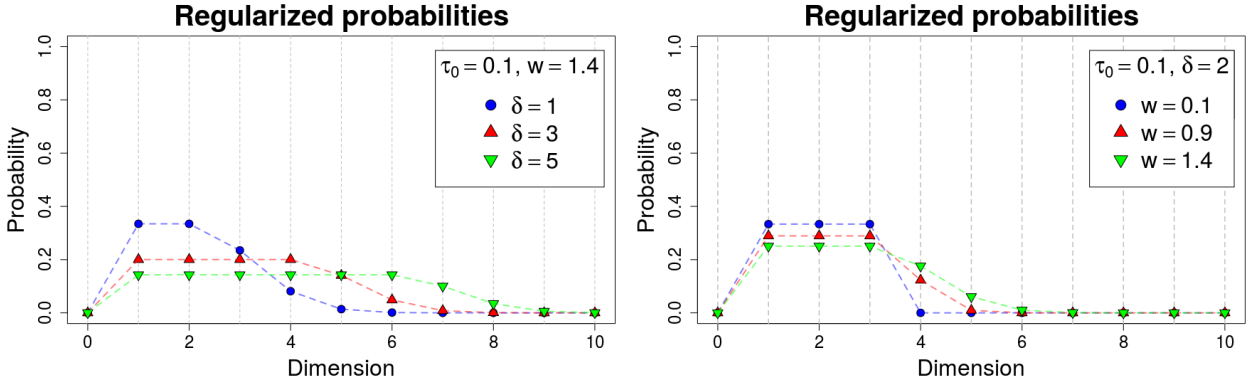 Regularized probabilities
Probability
1.0
0.8
0.6
0.4
0.2
0.0
τ₀ = 0.1, w = 1.4
δ = 1
δ = 3
δ = 5
0 2 4 6 8 10
Dimension
Regularized probabilities
Probability
1.0
0.8
0.6
0.4
0.2
0.0
τ₀ = 0.1, δ = 2
w = 0.1
w = 0.9
w = 1.4
0 2 4 6 8 10
Dimension